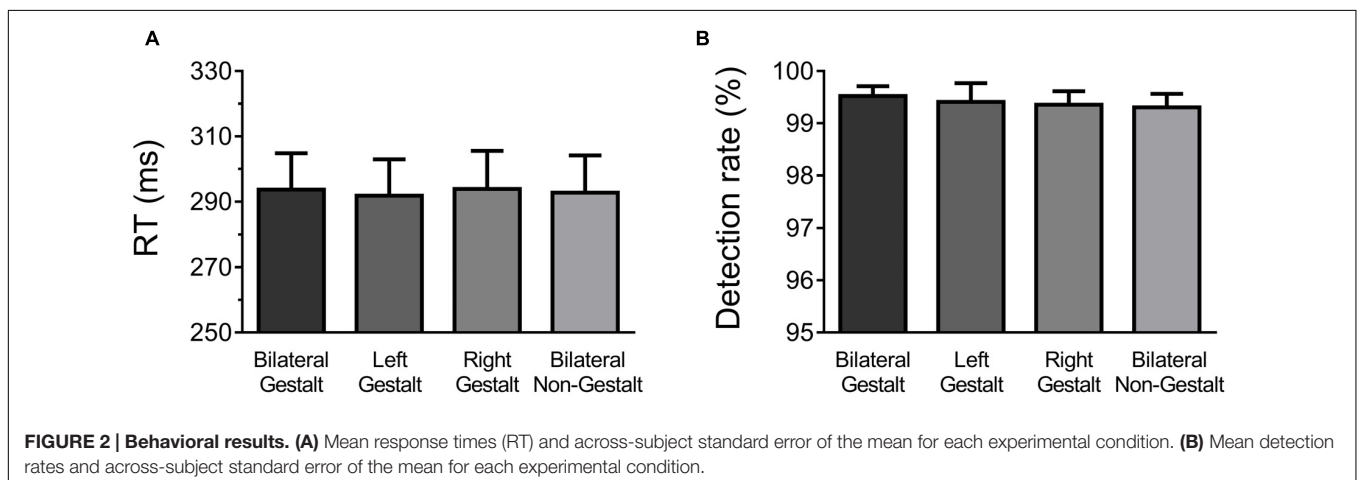 A
RT (ms)
330
310
290
270
250
Bilateral Gestalt
Left Gestalt
Right Gestalt
Bilateral Non-Gestalt
B
Detection rate (%)
100
99
98
97
96
95
Bilateral Gestalt
Left Gestalt
Right Gestalt
Bilateral Non-Gestalt
FIGURE 2 | Behavioral results. (A) Mean response times (RT) and across-subject standard error of the mean for each experimental condition. (B) Mean detection
rates and across-subject standard error of the mean for each experimental condition.